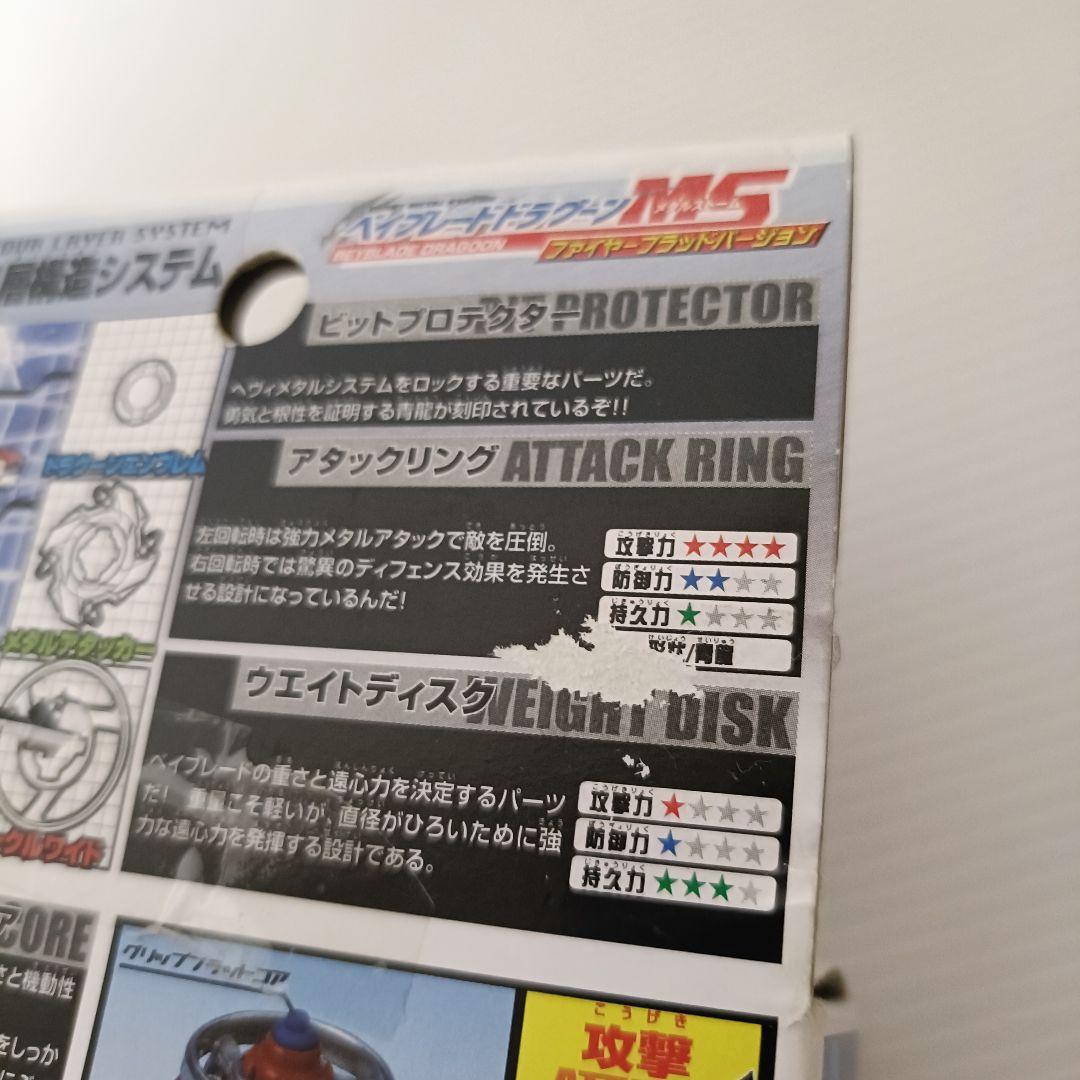 ベイブレードドラグーンMS
メタルストーム
BEYBLADE DRAGOON
ファイヤーブラッドバージョン
LAYER SYSTEM
層構造システム
ビットプロテクター PROTECTOR
ヘヴィメタルシステムをロックする重要なパーツだ。
勇気と根性を証明する青龍が刻印されているぞ!!
ドラグーンエンブレム
アタックリング ATTACK RING
左回転時は強力メタルアタックで敵を圧倒。
右回転時では驚異のディフェンス効果を発生さ
せる設計になっているんだ!
攻撃力 ★★★★
防御力 ★★★★
持久力 ★★★★
/青龍
メタルアタッカー
ウエイトディスク WEIGHT DISK
ベイブレードの重さと遠心力を決定するパーツ
だ! 重量こそ軽いが、直径がひろいために強
力な遠心力を発揮する設計である。
攻撃力 ★★★★
防御力 ★★★★
持久力 ★★★★
クルワイド
CORE
さと機動性
をしっか
グリップフラットコア
こうげき
攻撃